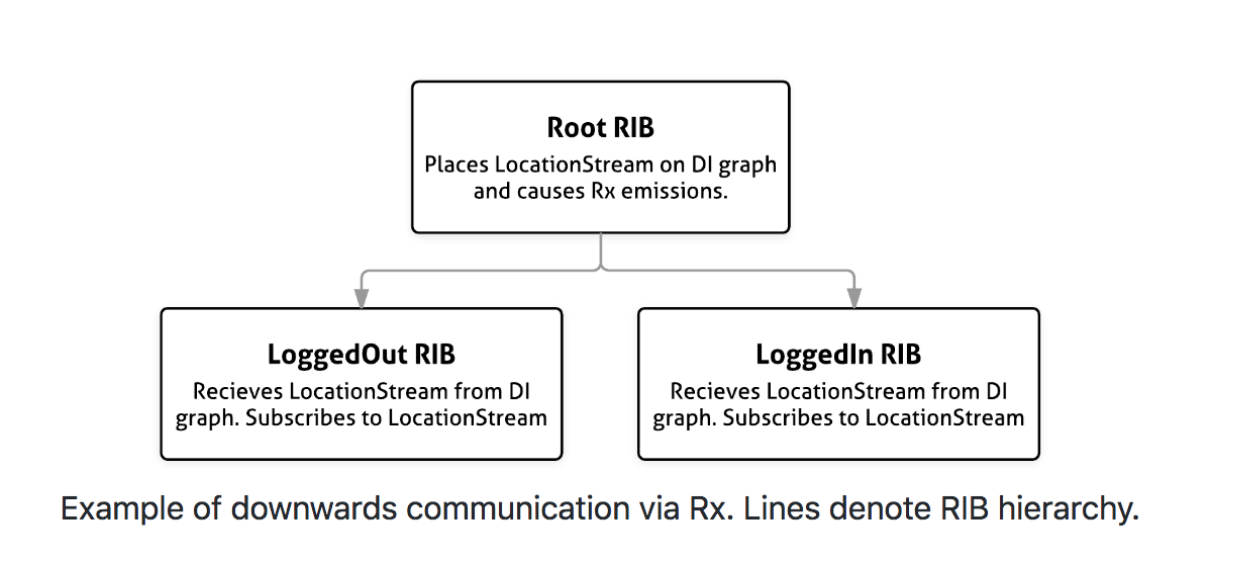 Root RIB
Places LocationStream on DI graph
and causes Rx emissions.
LoggedOut RIB
Recieves LocationStream from DI
graph. Subscribes to LocationStream
LoggedIn RIB
Recieves LocationStream from DI
graph. Subscribes to LocationStream
Example of downwards communication via Rx. Lines denote RIB hierarchy.